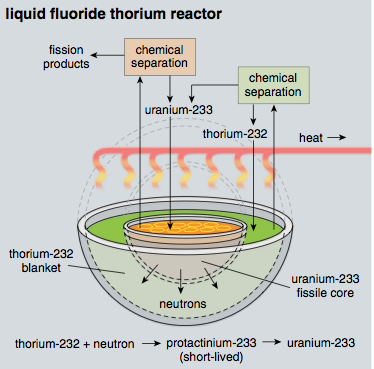 liquid fluoride thorium reactor
fission
products
chemical
separation
chemical
separation
uranium-233
thorium-232
heat
thorium-232
blanket
uranium-233
fissile core
neutrons
thorium-232 + neutron → protactinium-233 → uranium-233
(short-lived)